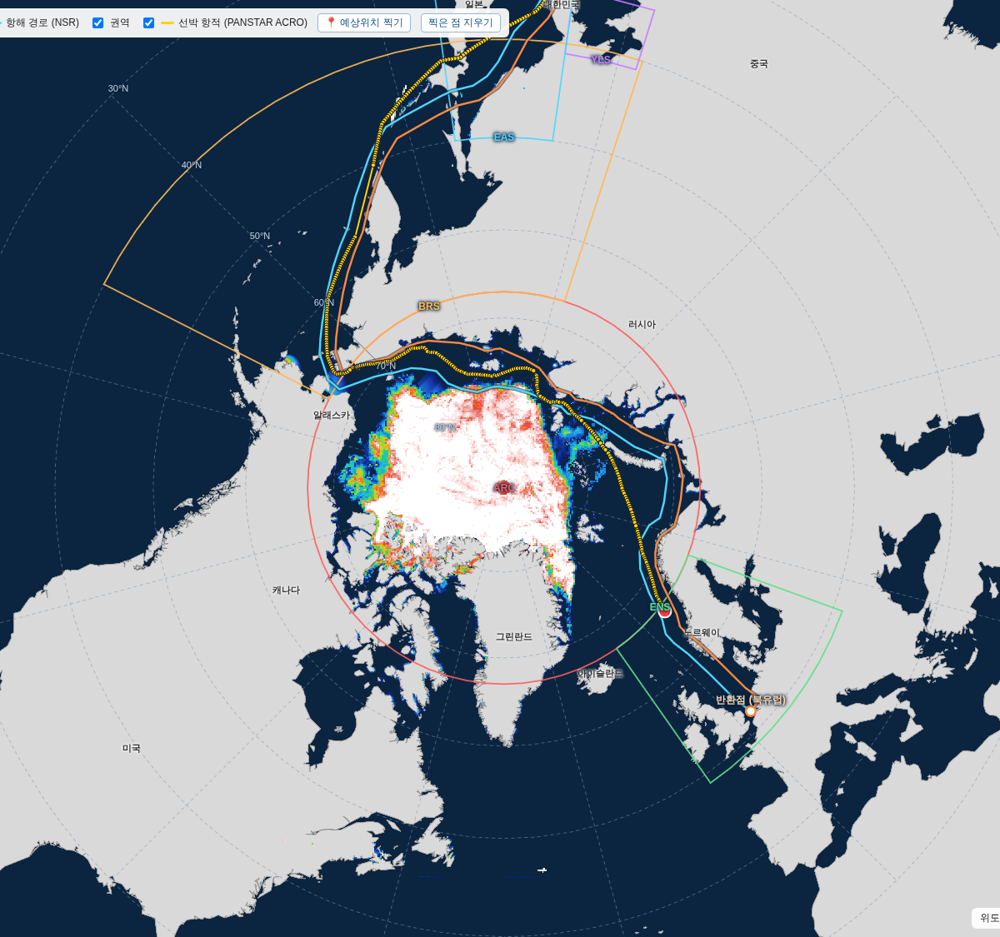 일본
대한민국
항해 경로 (NSR) 권역 선박 항적 (PANSTAR ACRO) 예상위치 찍기 찍은 점 지우기
YLS
중국
30°N
EAS
40°N
50°N
60°N
BRS
러시아
70°N
알래스카
80°N
ARC
캐나다
ENS
노르웨이
그린란드
아이슬란드
반환점 (북유럽)
미국
위도